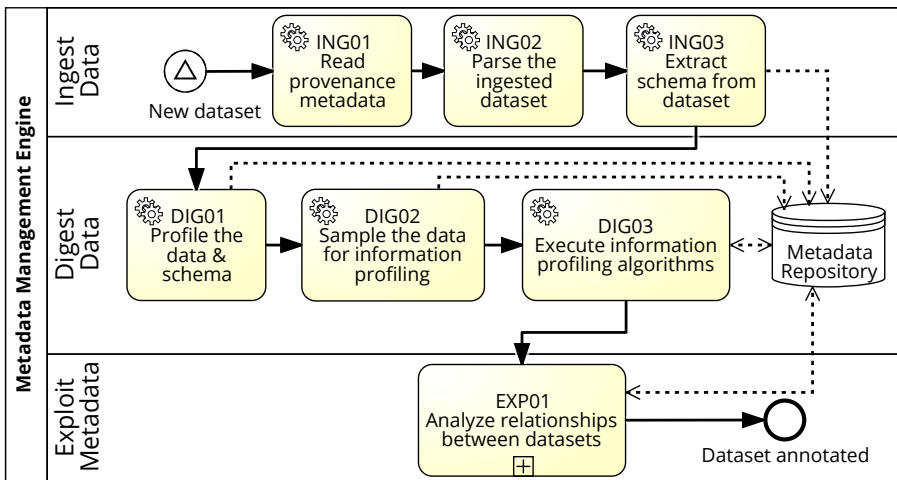 Metadata Management Engine
Ingest
Data
New dataset
ING01
Read
provenance
metadata
ING02
Parse the
ingested
dataset
ING03
Extract
schema from
dataset
Digest
Data
DIG01
Profile the
data &
schema
DIG02
Sample the data
for information
profiling
DIG03
Execute information
profiling algorithms
Metadata
Repository
Exploit
Metadata
EXP01
Analyze relationships
between datasets
Dataset annotated